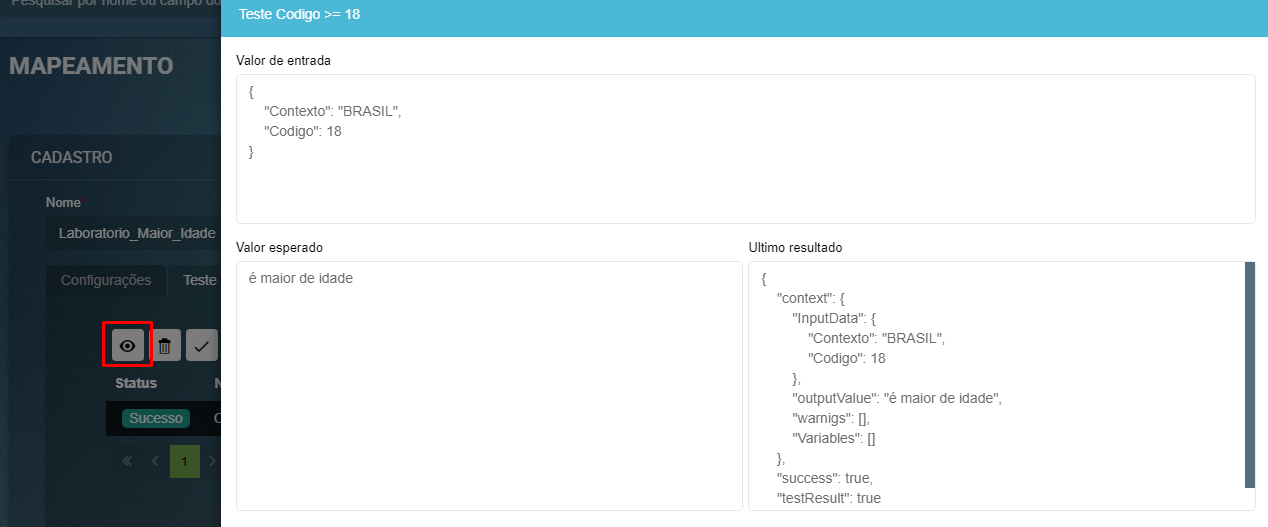 Pesquisar por nome ou campo do
Teste Codigo >= 18
MAPEAMENTO
CADASTRO
Nome*
Laboratorio_Maior_Idade
Configurações
Teste
Status
N
Sucesso
1
Valor de entrada
{
"Contexto": "BRASIL",
"Codigo": 18
}
Valor esperado
é maior de idade
Ultimo resultado
{
"context": {
"InputData": {
"Contexto": "BRASIL",
"Codigo": 18
},
"outputValue": "é maior de idade",
"warnigs": [],
"Variables": []
},
"success": true,
"testResult": true